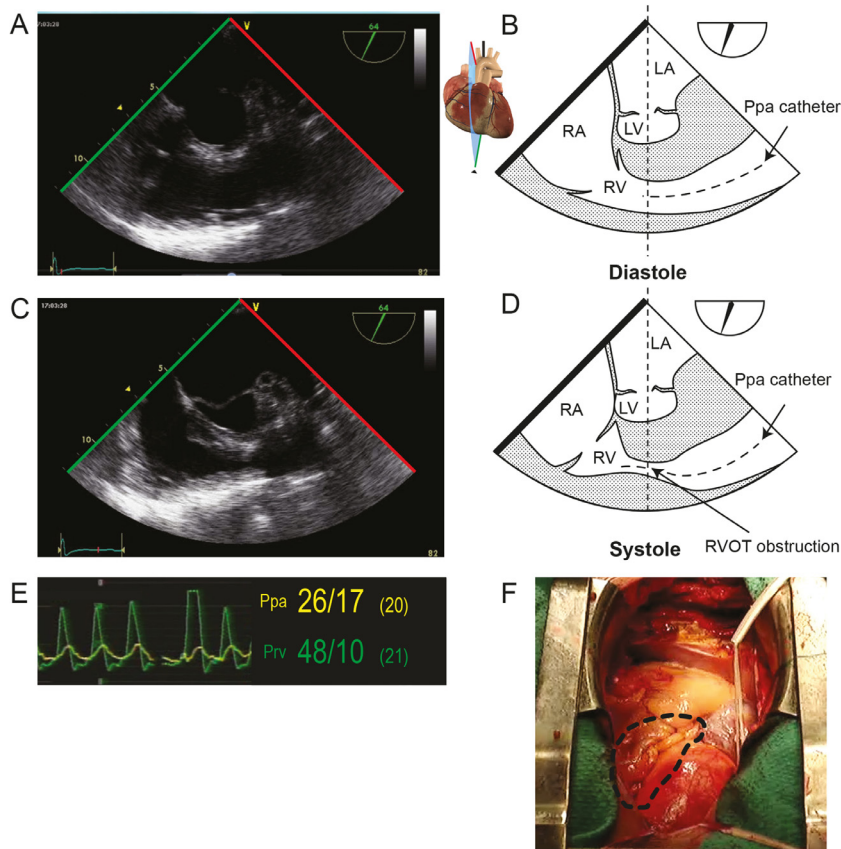 A
17:03:28
V
64
5
10
82
B
LA
Ppa catheter
LV
RA
RV
Diastole
C
17:03:28
V
64
5
10
82
D
LA
Ppa catheter
RA
LV
RV
Systole
RVOT obstruction
E
Ppa 26/17 (20)
Prv 48/10 (21)
F